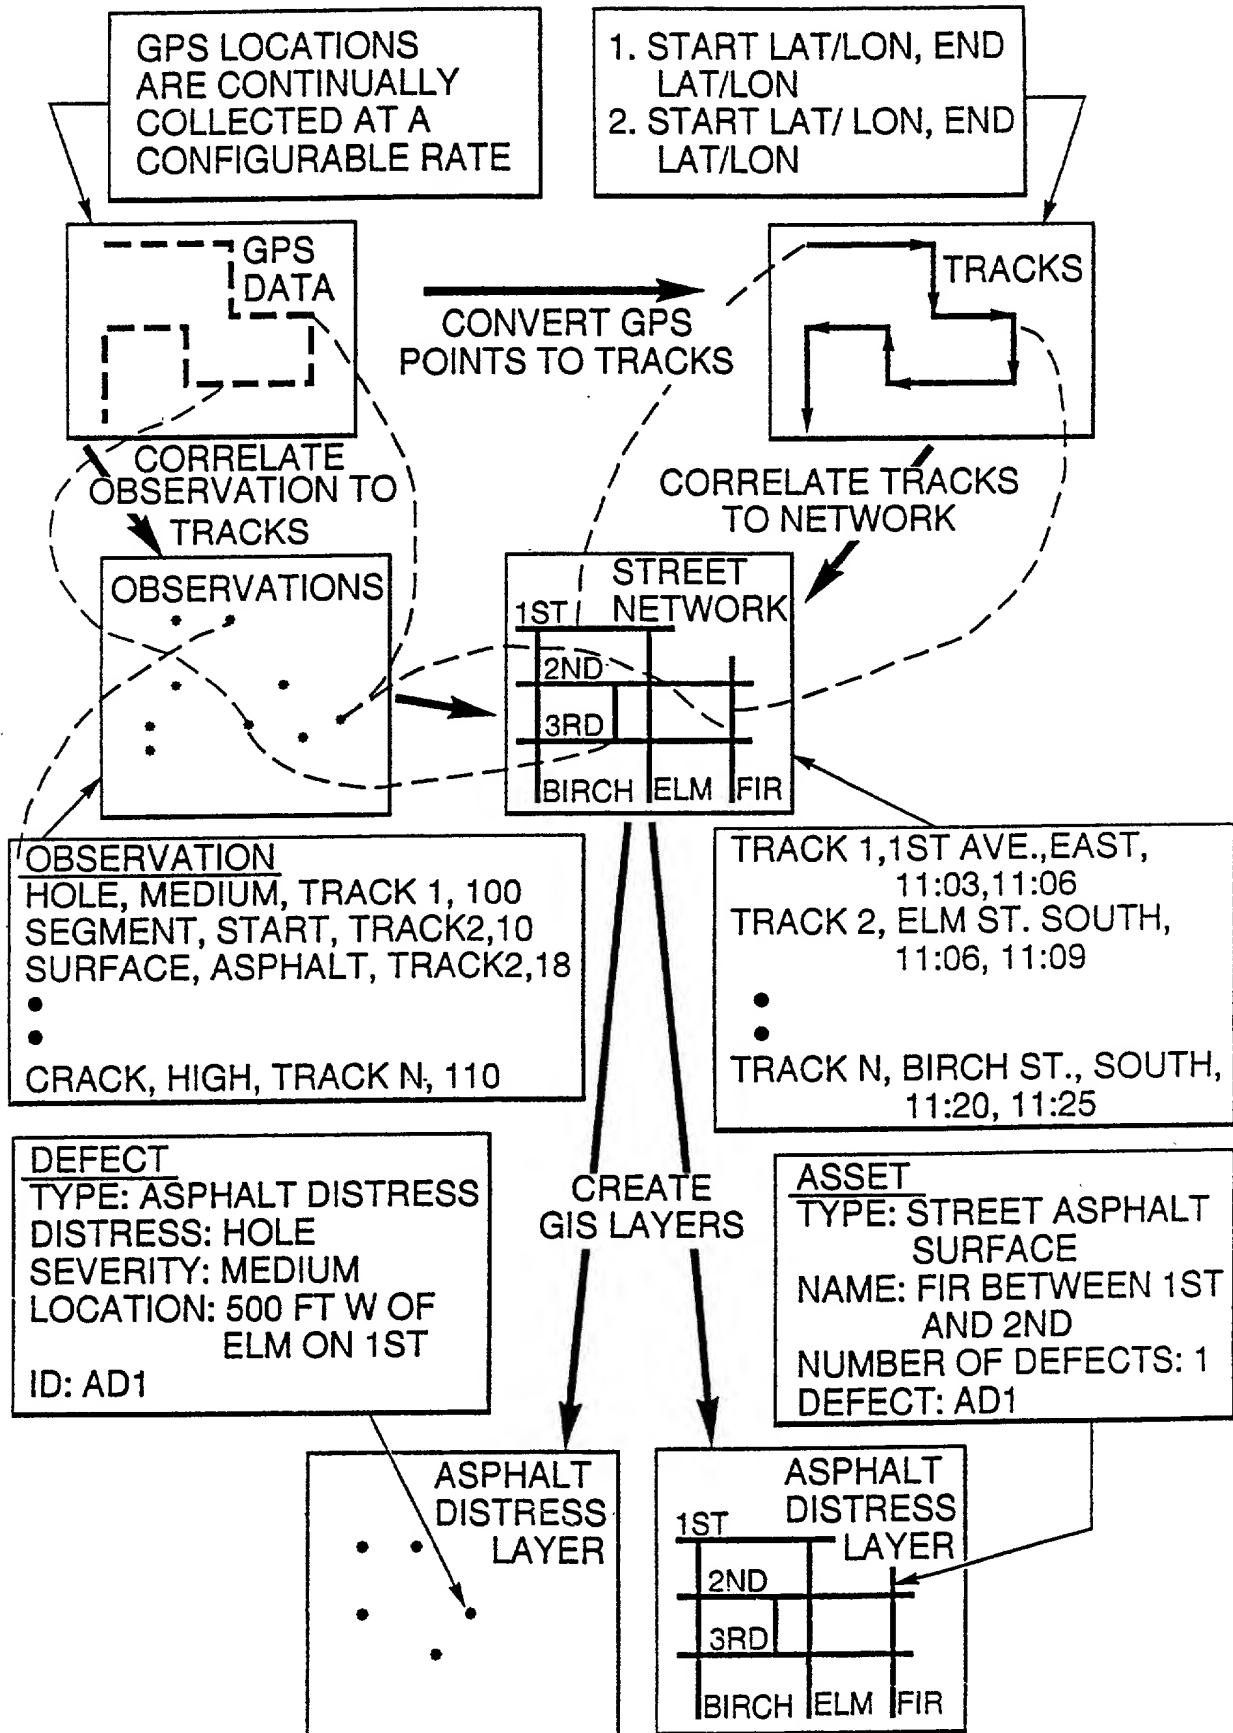 GPS LOCATIONS
ARE CONTINUALLY
COLLECTED AT A
CONFIGURABLE RATE
1. START LAT/LON, END
LAT/LON
2. START LAT/ LON, END
LAT/LON
GPS
DATA
CONVERT GPS
POINTS TO TRACKS
TRACKS
CORRELATE
OBSERVATION TO
TRACKS
CORRELATE TRACKS
TO NETWORK
OBSERVATIONS
STREET
NETWORK
1ST
2ND
3RD
BIRCH ELM FIR
OBSERVATION
HOLE, MEDIUM, TRACK 1, 100
SEGMENT, START, TRACK2,10
SURFACE, ASPHALT, TRACK2,18
CRACK, HIGH, TRACK N, 110
TRACK 1,1ST AVE.,EAST,
11:03,11:06
TRACK 2, ELM ST. SOUTH,
11:06, 11:09
TRACK N, BIRCH ST., SOUTH,
11:20, 11:25
DEFECT
TYPE: ASPHALT DISTRESS
DISTRESS: HOLE
SEVERITY: MEDIUM
LOCATION: 500 FT W OF
ELM ON 1ST
ID: AD1
CREATE
GIS LAYERS
ASSET
TYPE: STREET ASPHALT
SURFACE
NAME: FIR BETWEEN 1ST
AND 2ND
NUMBER OF DEFECTS: 1
DEFECT: AD1
ASPHALT
DISTRESS
LAYER
ASPHALT
DISTRESS
LAYER
1ST
2ND
3RD
BIRCH ELM FIR